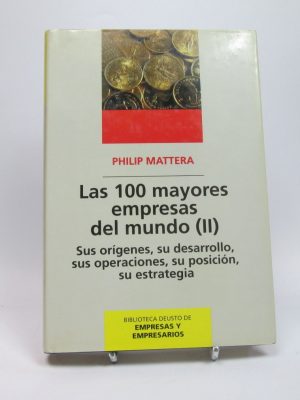 PHILIP MATTERA
Las 100 mayores
empresas
del mundo (II)
Sus orígenes, su desarrollo,
sus operaciones, su posición,
su estrategia
BIBLIOTECA DEUSTO DE
EMPRESAS Y
EMPRESARIOS